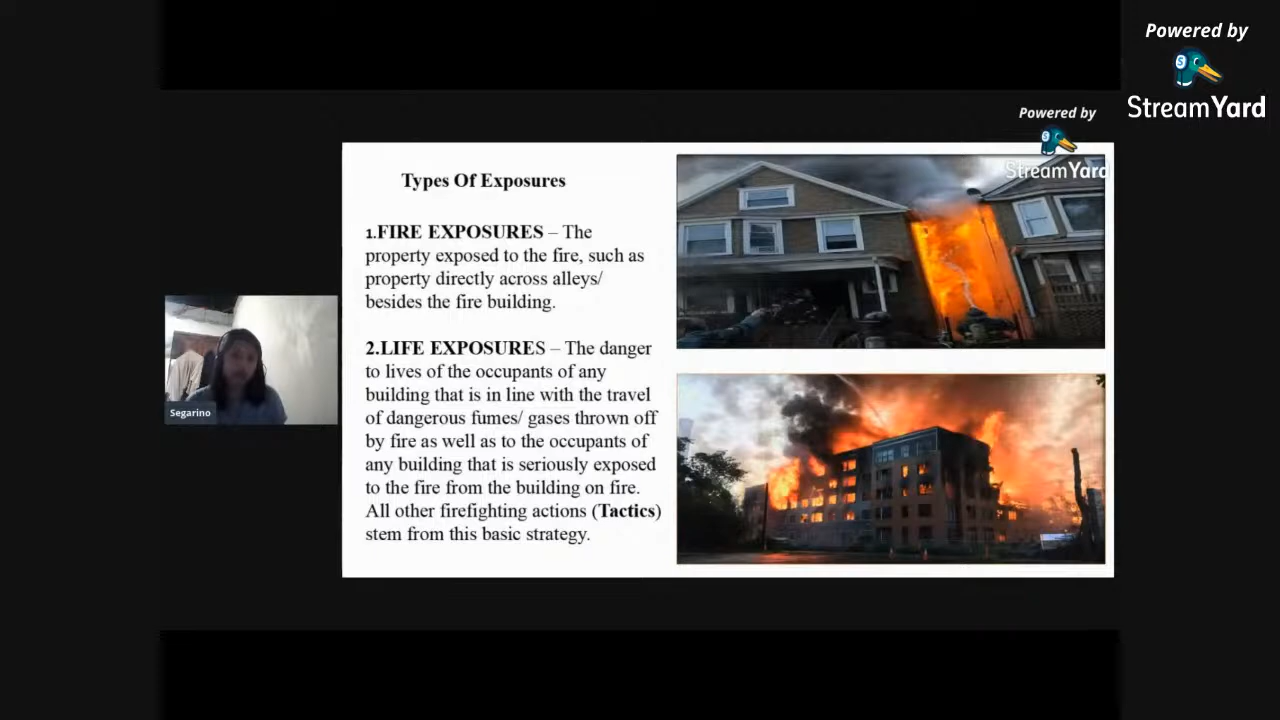 Powered by
StreamYard
Powered by
StreamYard
Types Of Exposures
1.FIRE EXPOSURES – The
property exposed to the fire, such as
property directly across alleys/
besides the fire building.
2.LIFE EXPOSURES – The danger
to lives of the occupants of any
building that is in line with the travel
of dangerous fumes/ gases thrown off
by fire as well as to the occupants of
any building that is seriously exposed
to the fire from the building on fire.
All other firefighting actions (Tactics)
stem from this basic strategy.
Segarino